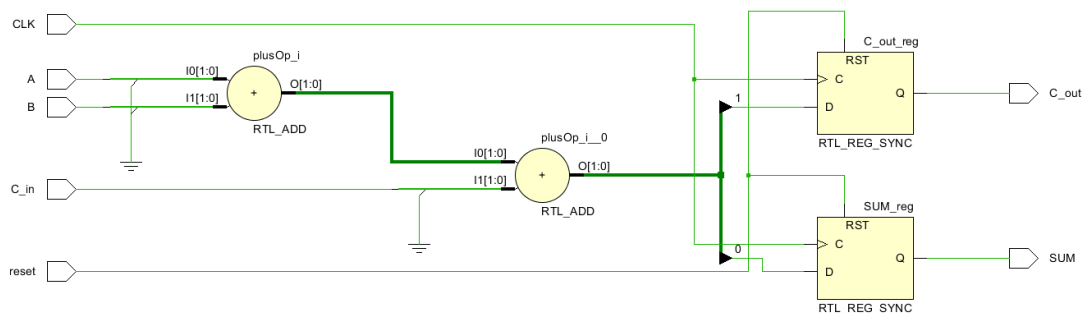 CLK
C_out_reg
plusOp_i
RST
A
I0[1:0]
C
O[1:0]
Q
C_out
+
B
I1[1:0]
1
D
RTL_ADD
plusOp_i__0
RTL_REG_SYNC
I0[1:0]
O[1:0]
+
C_in
I1[1:0]
RTL_ADD
SUM_reg
RST
0
C
Q
SUM
reset
D
RTL_REG_SYNC